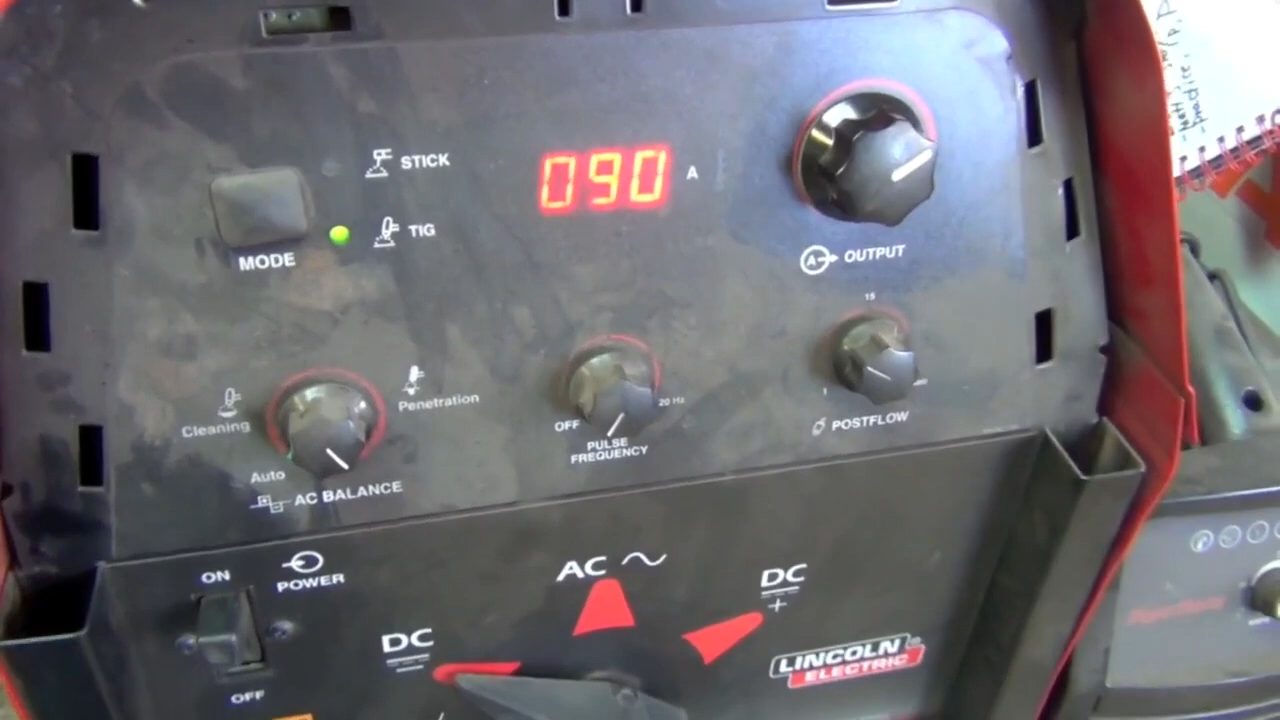 STICK
090 A
TIG
MODE
OUTPUT
A
15
Penetration
Cleaning
20 Hz
OFF
1
PULSE
FREQUENCY
POSTFLOW
Auto
AC BALANCE
ON
POWER
AC
DC
+
DC
LINCOLN
ELECTRIC
OFF